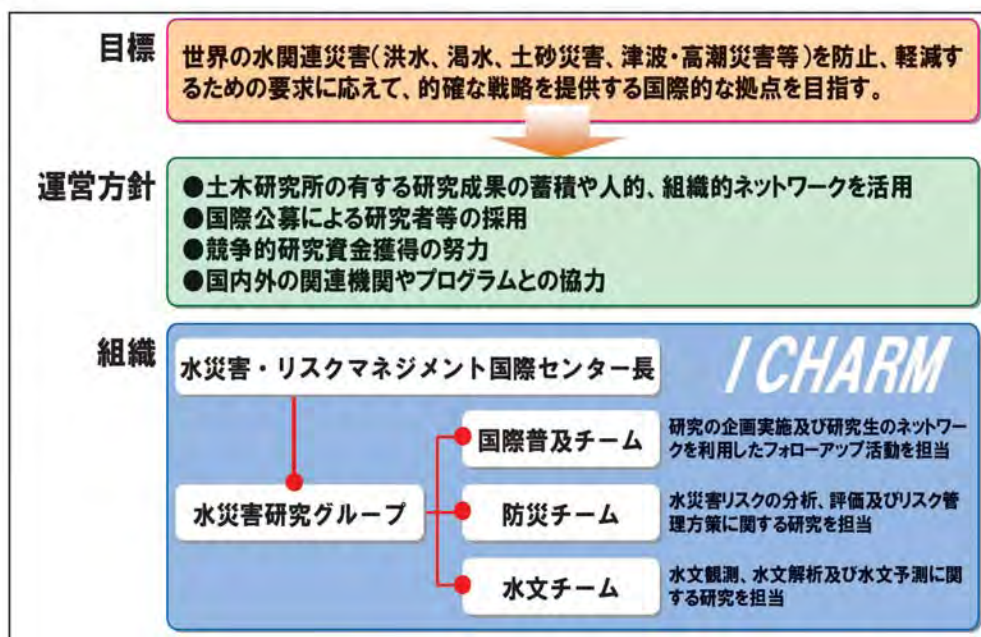 目標
世界の水関連災害(洪水、渇水、土砂災害、津波・高潮災害等)を防止、軽減す
るための要求に応えて、的確な戦略を提供する国際的な拠点を目指す。
運営方針
●土木研究所の有する研究成果の蓄積や人的、組織的ネットワークを活用
●国際公募による研究者等の採用
●競争的研究資金獲得の努力
●国内外の関連機関やプログラムとの協力
組織
水災害・リスクマネジメント国際センター長
ICHARM
水災害研究グループ
国際普及チーム
研究の企画実施及び研究生のネットワー
クを利用したフォローアップ活動を担当
防災チーム
水災害リスクの分析、評価及びリスク管
理方策に関する研究を担当
水文チーム
水文観測、水文解析及び水文予測に関
する研究を担当